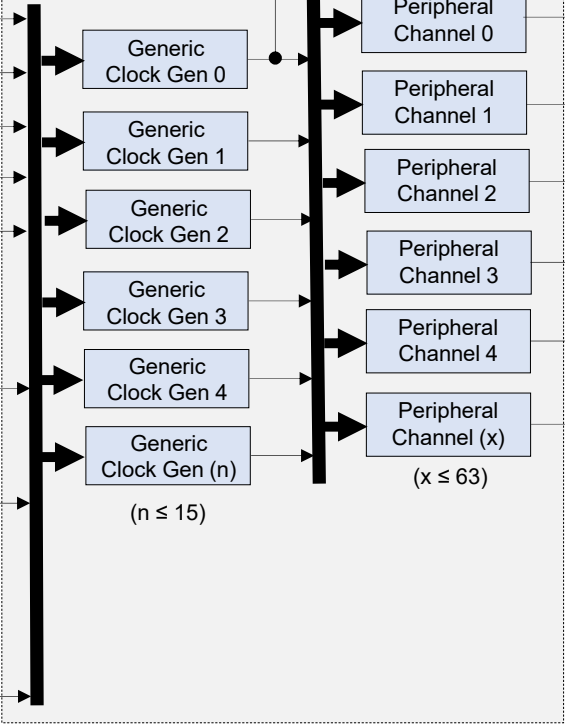 Generic
Clock Gen 0
Generic
Clock Gen 1
Generic
Clock Gen 2
Generic
Clock Gen 3
Generic
Clock Gen 4
Generic
Clock Gen (n)
(n ≤ 15)
Peripheral
Channel 0
Peripheral
Channel 1
Peripheral
Channel 2
Peripheral
Channel 3
Peripheral
Channel 4
Peripheral
Channel (x)
(x ≤ 63)